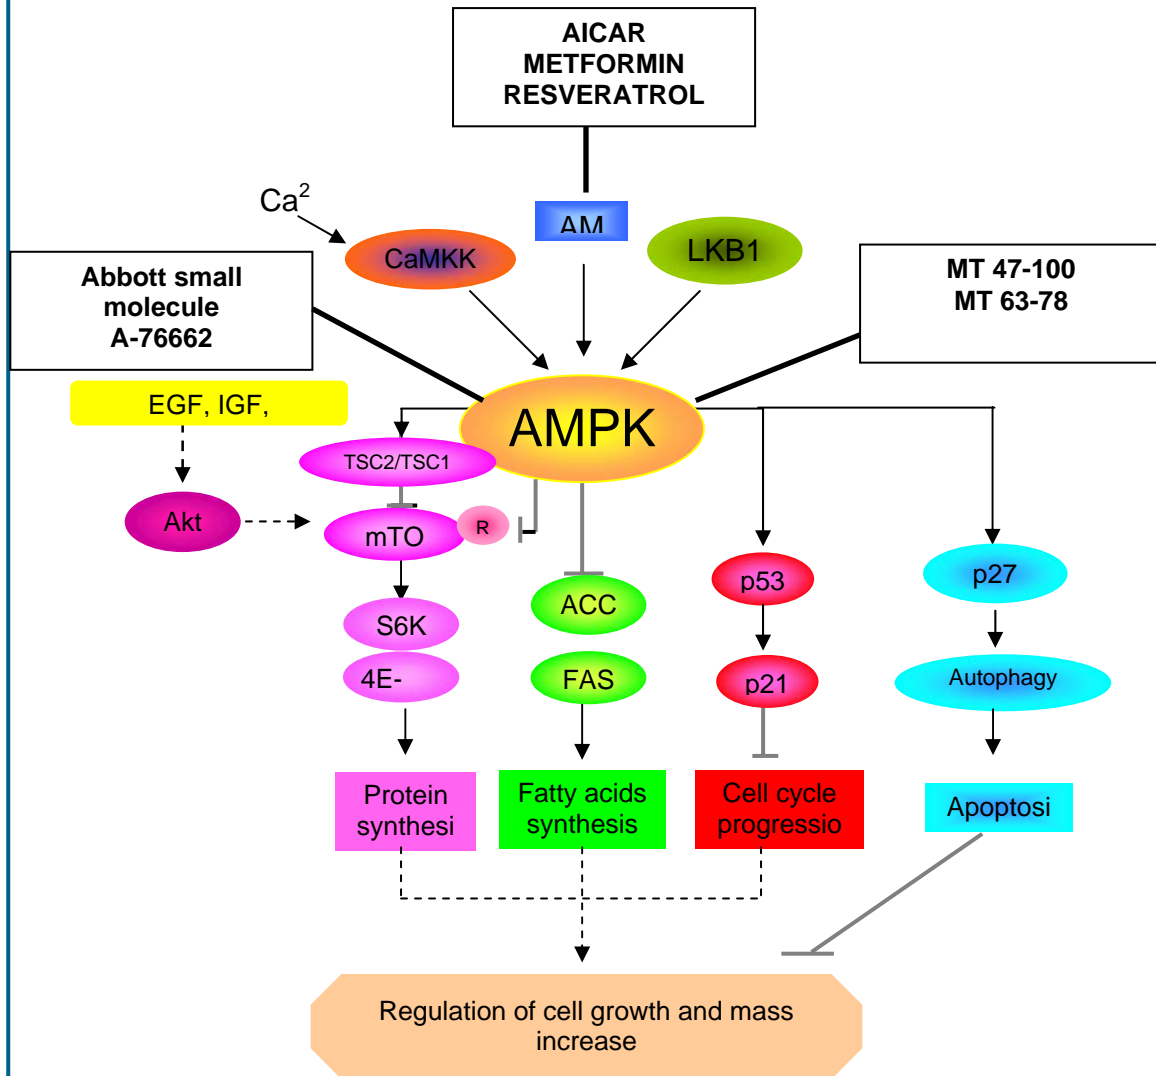 AICAR
METFORMIN
RESVERATROL
Ca2
AM
CaMKK
LKB1
Abbott small
molecule
A-76662
MT 47-100
MT 63-78
EGF, IGF,
AMPK
TSC2/TSC1
Akt
mTO
R
p53
p27
ACC
S6K
4E-
FAS
p21
Autophagy
Protein
synthesi
Fatty acids
synthesis
Cell cycle
progressio
Apoptosi
Regulation of cell growth and mass
increase